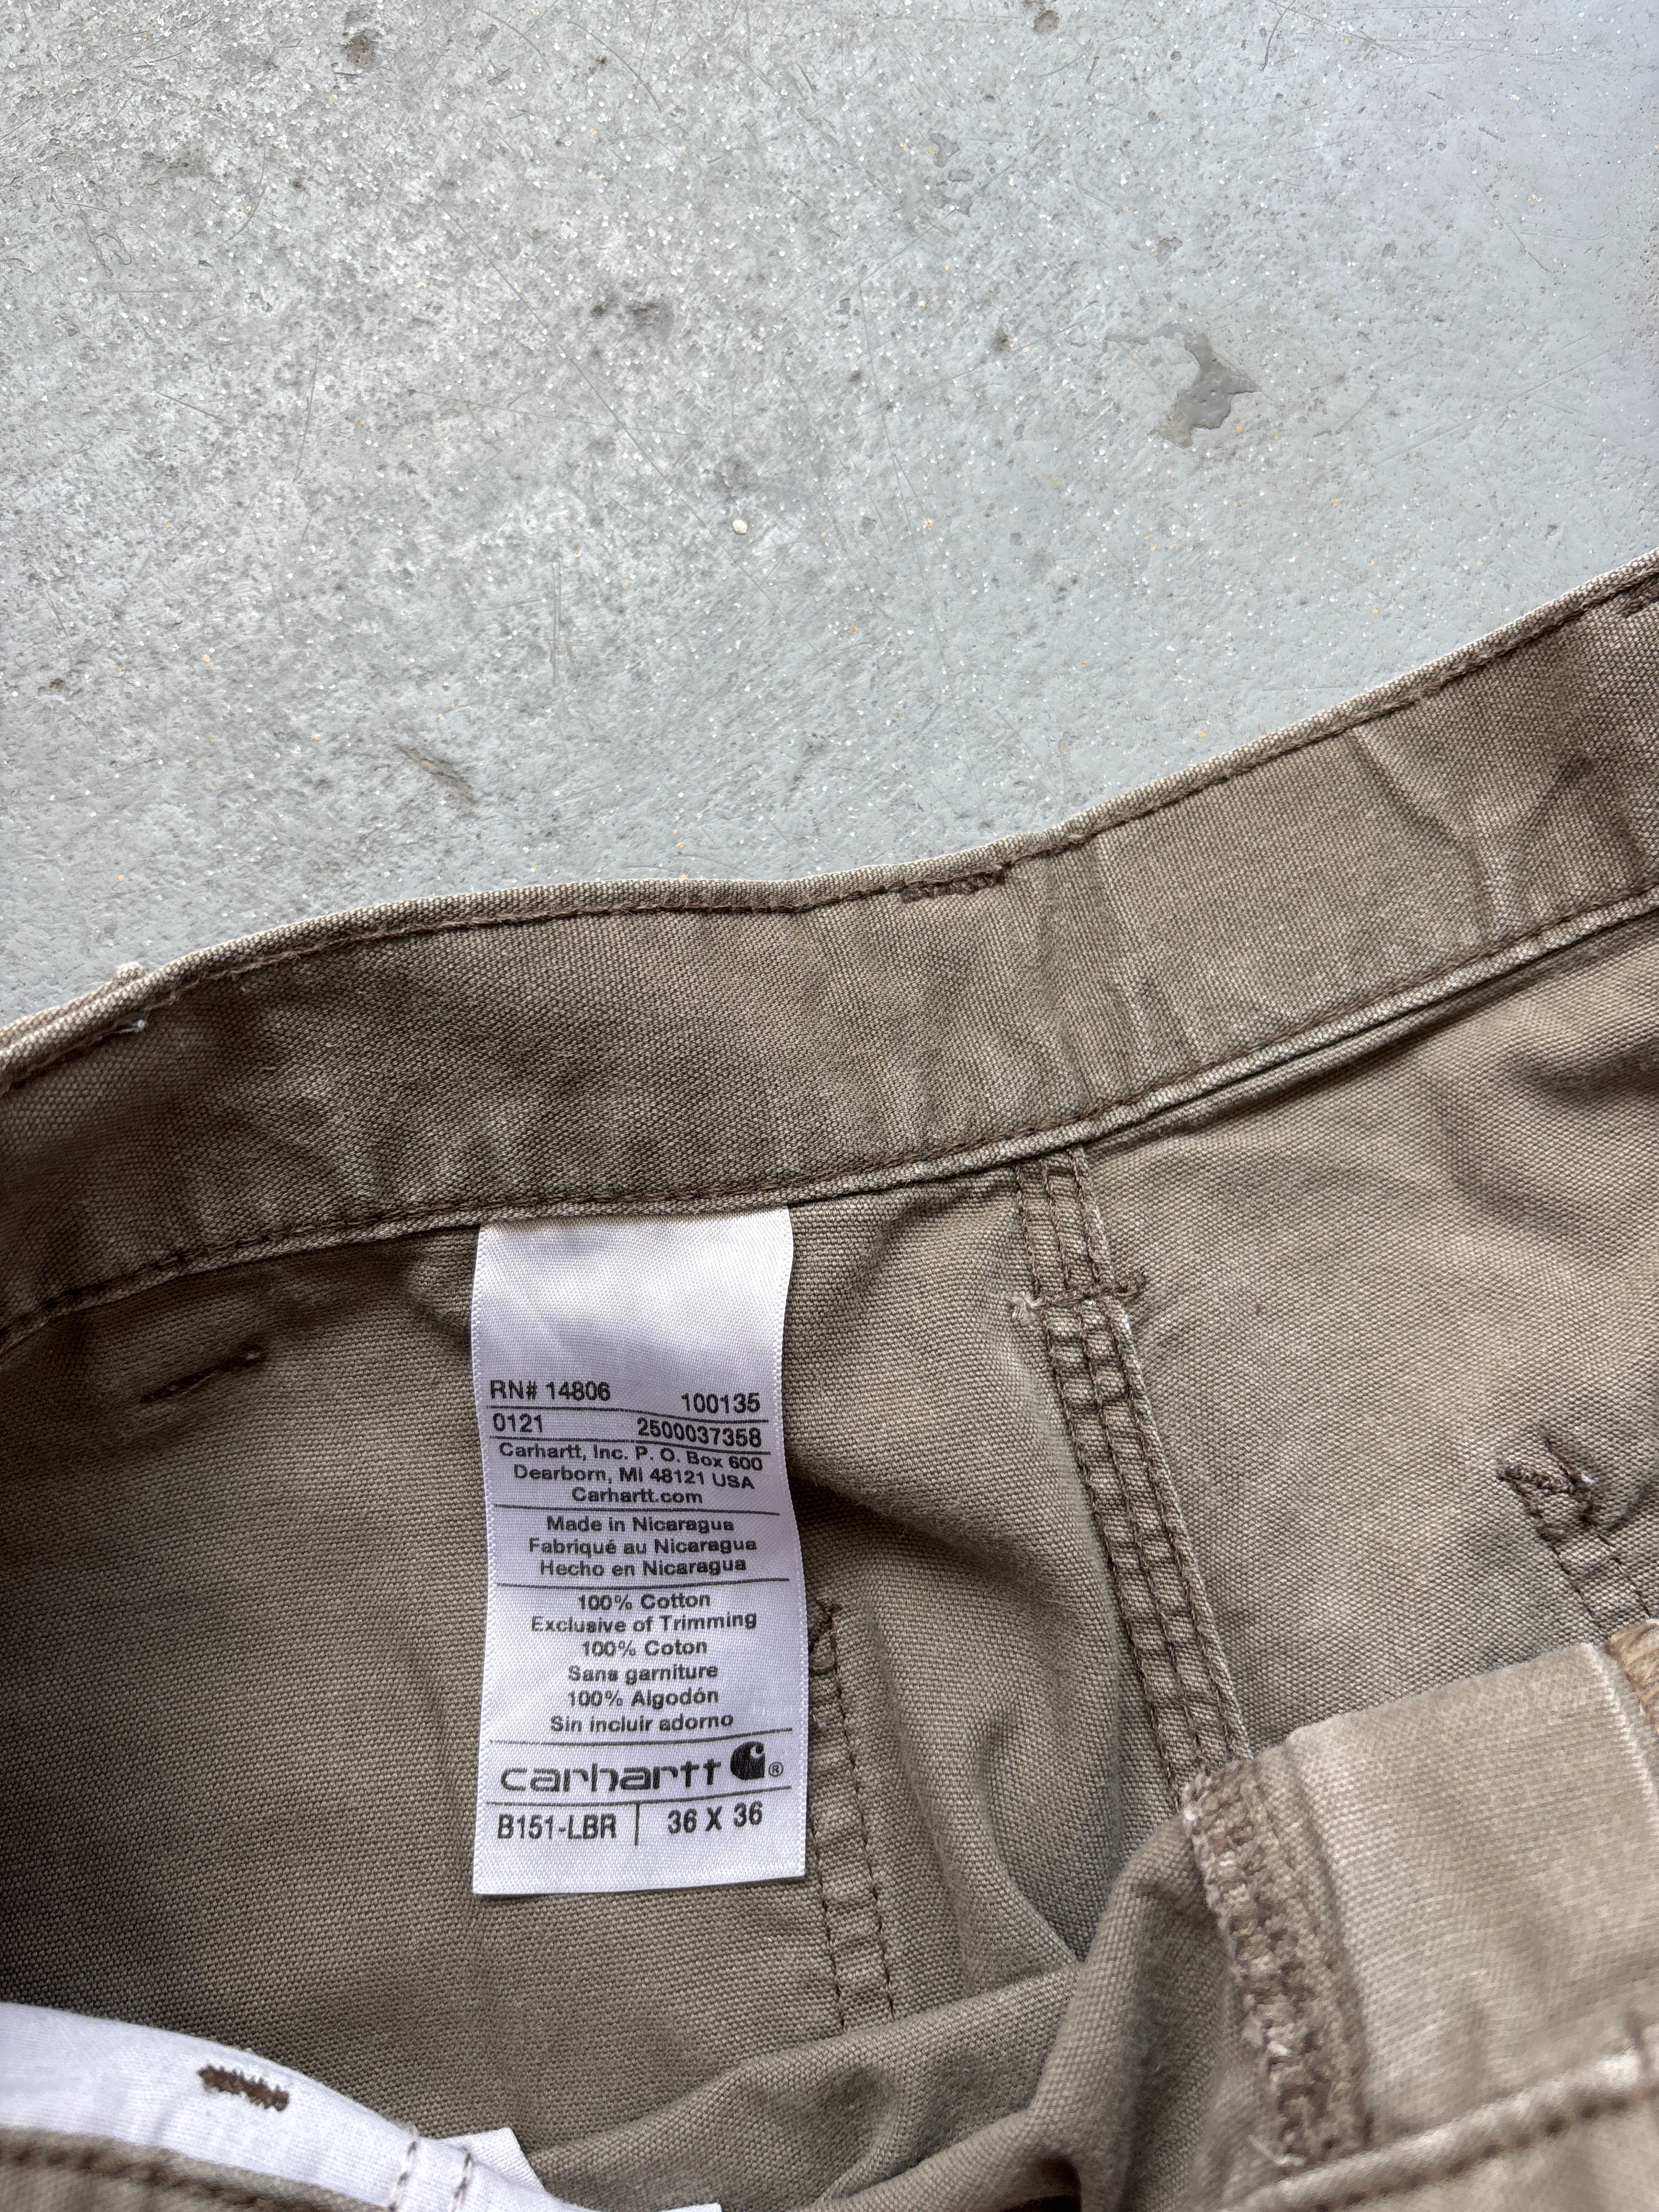 RN# 14806 100135
0121 2500037358
Carhartt, Inc. P. O. Box 600
Dearborn, MI 48121 USA
Carhartt.com
Made in Nicaragua
Fabriqué au Nicaragua
Hecho en Nicaragua
100% Cotton
Exclusive of Trimming
100% Coton
Sans garniture
100% Algodón
Sin incluir adorno
carhartt ®
B151-LBR | 36 X 36